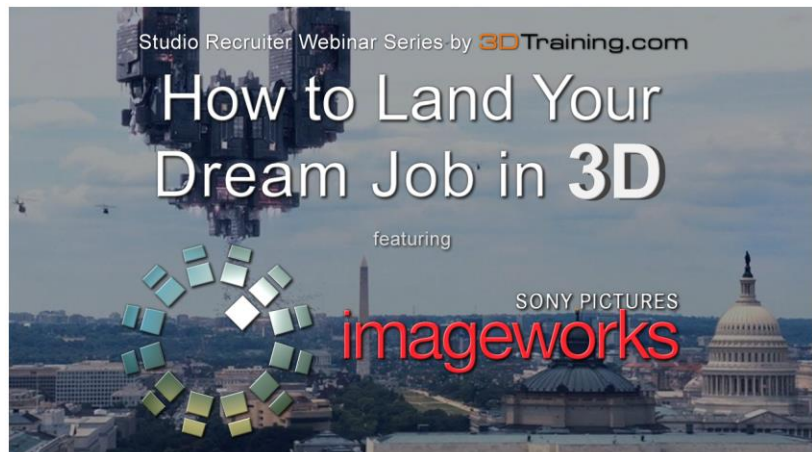 Studio Recruiter Webinar Series by 3DTraining.com
How to Land Your
Dream Job in 3D
featuring
SONY PICTURES
imageworks